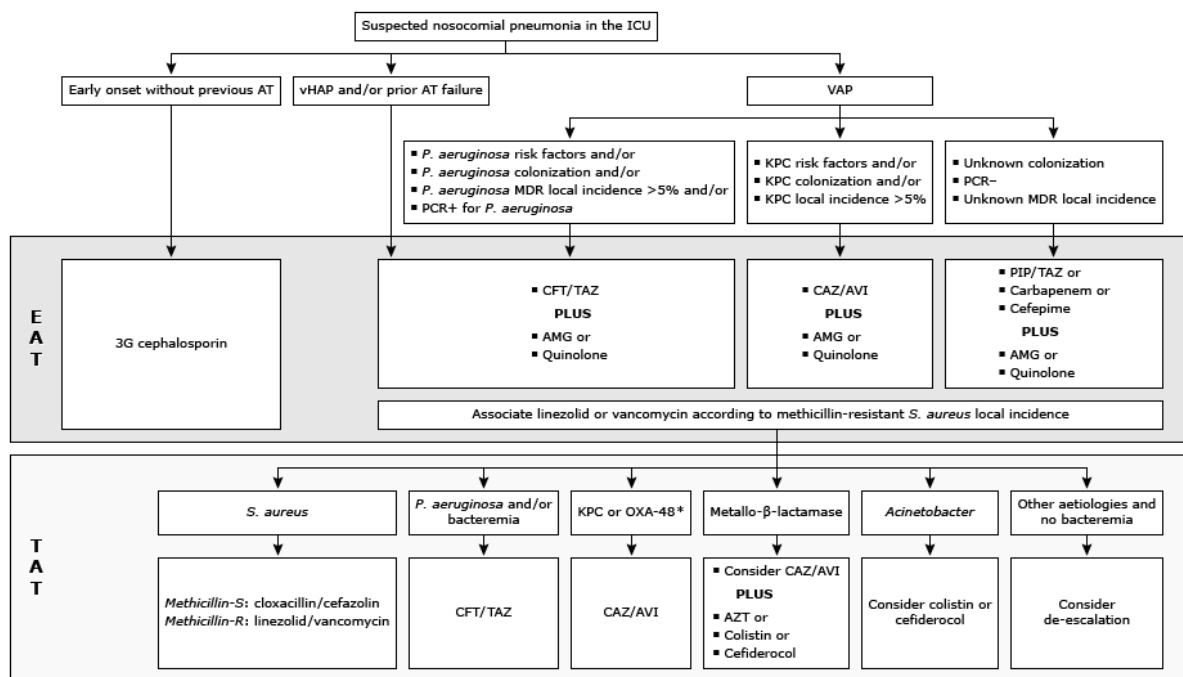 Suspected nosocomial pneumonia in the ICU
Early onset without previous AT
vHAP and/or prior AT failure
VAP
▪ P. aeruginosa risk factors and/or
▪ P. aeruginosa colonization and/or
▪ P. aeruginosa MDR local incidence >5% and/or
▪ PCR+ for P. aeruginosa
▪ KPC risk factors and/or
▪ KPC colonization and/or
▪ KPC local incidence >5%
▪ Unknown colonization
▪ PCR−
▪ Unknown MDR local incidence
E
A
T
3G cephalosporin
▪ CFT/TAZ
PLUS
▪ AMG or
▪ Quinolone
▪ CAZ/AVI
PLUS
▪ AMG or
▪ Quinolone
▪ PIP/TAZ or
▪ Carbapenem or
▪ Cefepime
PLUS
▪ AMG or
▪ Quinolone
Associate linezolid or vancomycin according to methicillin-resistant S. aureus local incidence
T
A
T
S. aureus
P. aeruginosa and/or
bacteremia
KPC or OXA-48*
Metallo-β-lactamase
Acinetobacter
Other aetiologies and
no bacteremia
Methicillin-S: cloxacillin/cefazolin
Methicillin-R: linezolid/vancomycin
CFT/TAZ
CAZ/AVI
▪ Consider CAZ/AVI
PLUS
▪ AZT or
▪ Colistin or
▪ Cefiderocol
Consider colistin or
cefiderocol
Consider
de-escalation